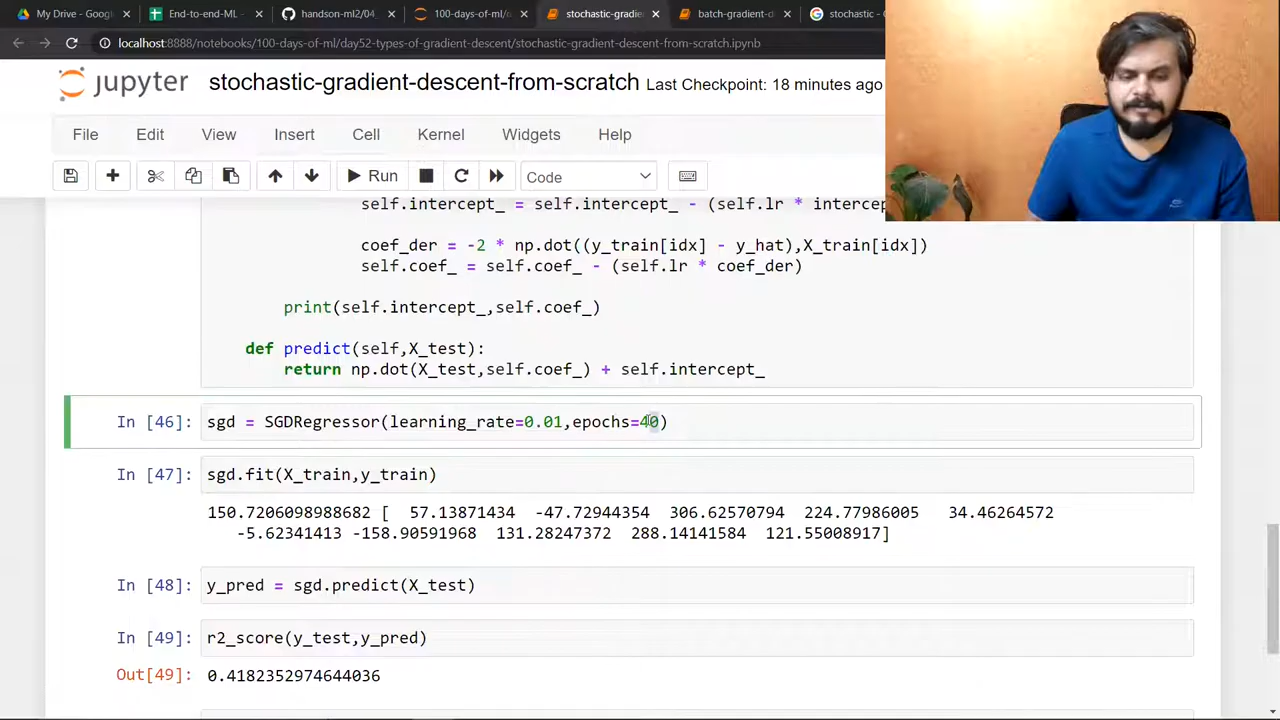 My Drive - Goog
End-to-end-ML -
handson-ml2/04_
100-days-of-ml/d
stochastic-gradie
batch-gradient-d
stochastic -
localhost:8888/notebooks/100-days-of-ml/day52-types-of-gradient-descent/stochastic-gradient-descent-from-scratch.ipynb
jupyter stochastic-gradient-descent-from-scratch Last Checkpoint: 18 minutes ago
File Edit View Insert Cell Kernel Widgets Help
Run Code
self.intercept_ = self.intercept_ - (self.lr * interce
coef_der = -2 * np.dot((y_train[idx] - y_hat),X_train[idx])
self.coef_ = self.coef_ - (self.lr * coef_der)
print(self.intercept_,self.coef_)
def predict(self,X_test):
return np.dot(X_test,self.coef_) + self.intercept_
In [46]: sgd = SGDRegressor(learning_rate=0.01,epochs=40)
In [47]: sgd.fit(X_train,y_train)
150.7206098988682 [ 57.13871434 -47.72944354 306.62570794 224.77986005 34.46264572
-5.62341413 -158.90591968 131.28247372 288.14141584 121.55008917]
In [48]: y_pred = sgd.predict(X_test)
In [49]: r2_score(y_test,y_pred)
Out[49]: 0.4182352974644036